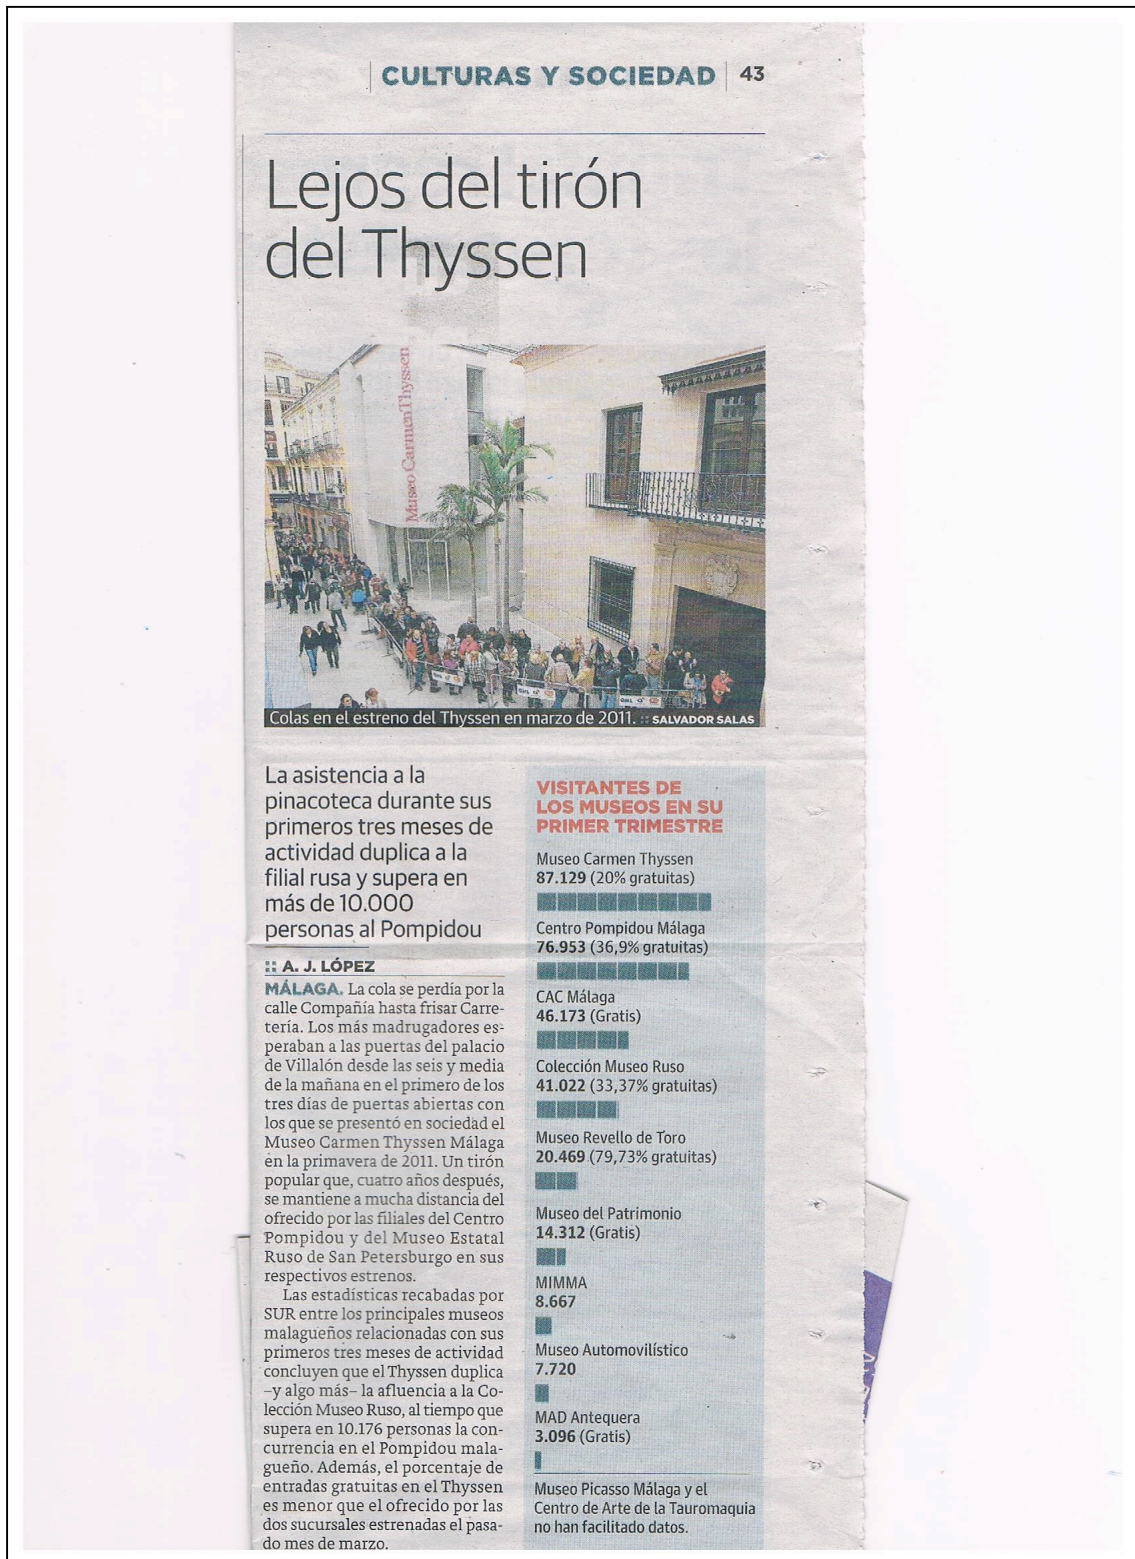 CULTURAS Y SOCIEDAD 43
Lejos del tirón
del Thyssen
Museo CarmenThyssen
Colas en el estreno del Thyssen en marzo de 2011. :: SALVADOR SALAS
La asistencia a la
pinacoteca durante sus
primeros tres meses de
actividad duplica a la
filial rusa y supera en
más de 10.000
personas al Pompidou
:: A. J. LÓPEZ
MÁLAGA. La cola se perdía por la
calle Compañía hasta frisar Carre-
tería. Los más madrugadores es-
peraban a las puertas del palacio
de Villalón desde las seis y media
de la mañana en el primero de los
tres días de puertas abiertas con
los que se presentó en sociedad el
Museo Carmen Thyssen Málaga
en la primavera de 2011. Un tirón
popular que, cuatro años después,
se mantiene a mucha distancia del
ofrecido por las filiales del Centro
Pompidou y del Museo Estatal
Ruso de San Petersburgo en sus
respectivos estrenos.
Las estadísticas recabadas por
SUR entre los principales museos
malagueños relacionadas con sus
primeros tres meses de actividad
concluyen que el Thyssen duplica
–y algo más– la afluencia a la Co-
lección Museo Ruso, al tiempo que
supera en 10.176 personas la con-
currencia en el Pompidou mala-
gueño. Además, el porcentaje de
entradas gratuitas en el Thyssen
es menor que el ofrecido por las
dos sucursales estrenadas el pasa-
do mes de marzo.
VISITANTES DE
LOS MUSEOS EN SU
PRIMER TRIMESTRE
Museo Carmen Thyssen
87.129 (20% gratuitas)
Centro Pompidou Málaga
76.953 (36,9% gratuitas)
CAC Málaga
46.173 (Gratis)
Colección Museo Ruso
41.022 (33,37% gratuitas)
Museo Revello de Toro
20.469 (79,73% gratuitas)
Museo del Patrimonio
14.312 (Gratis)
MIMMA
8.667
Museo Automovilístico
7.720
MAD Antequera
3.096 (Gratis)
Museo Picasso Málaga y el
Centro de Arte de la Tauromaquia
no han facilitado datos.